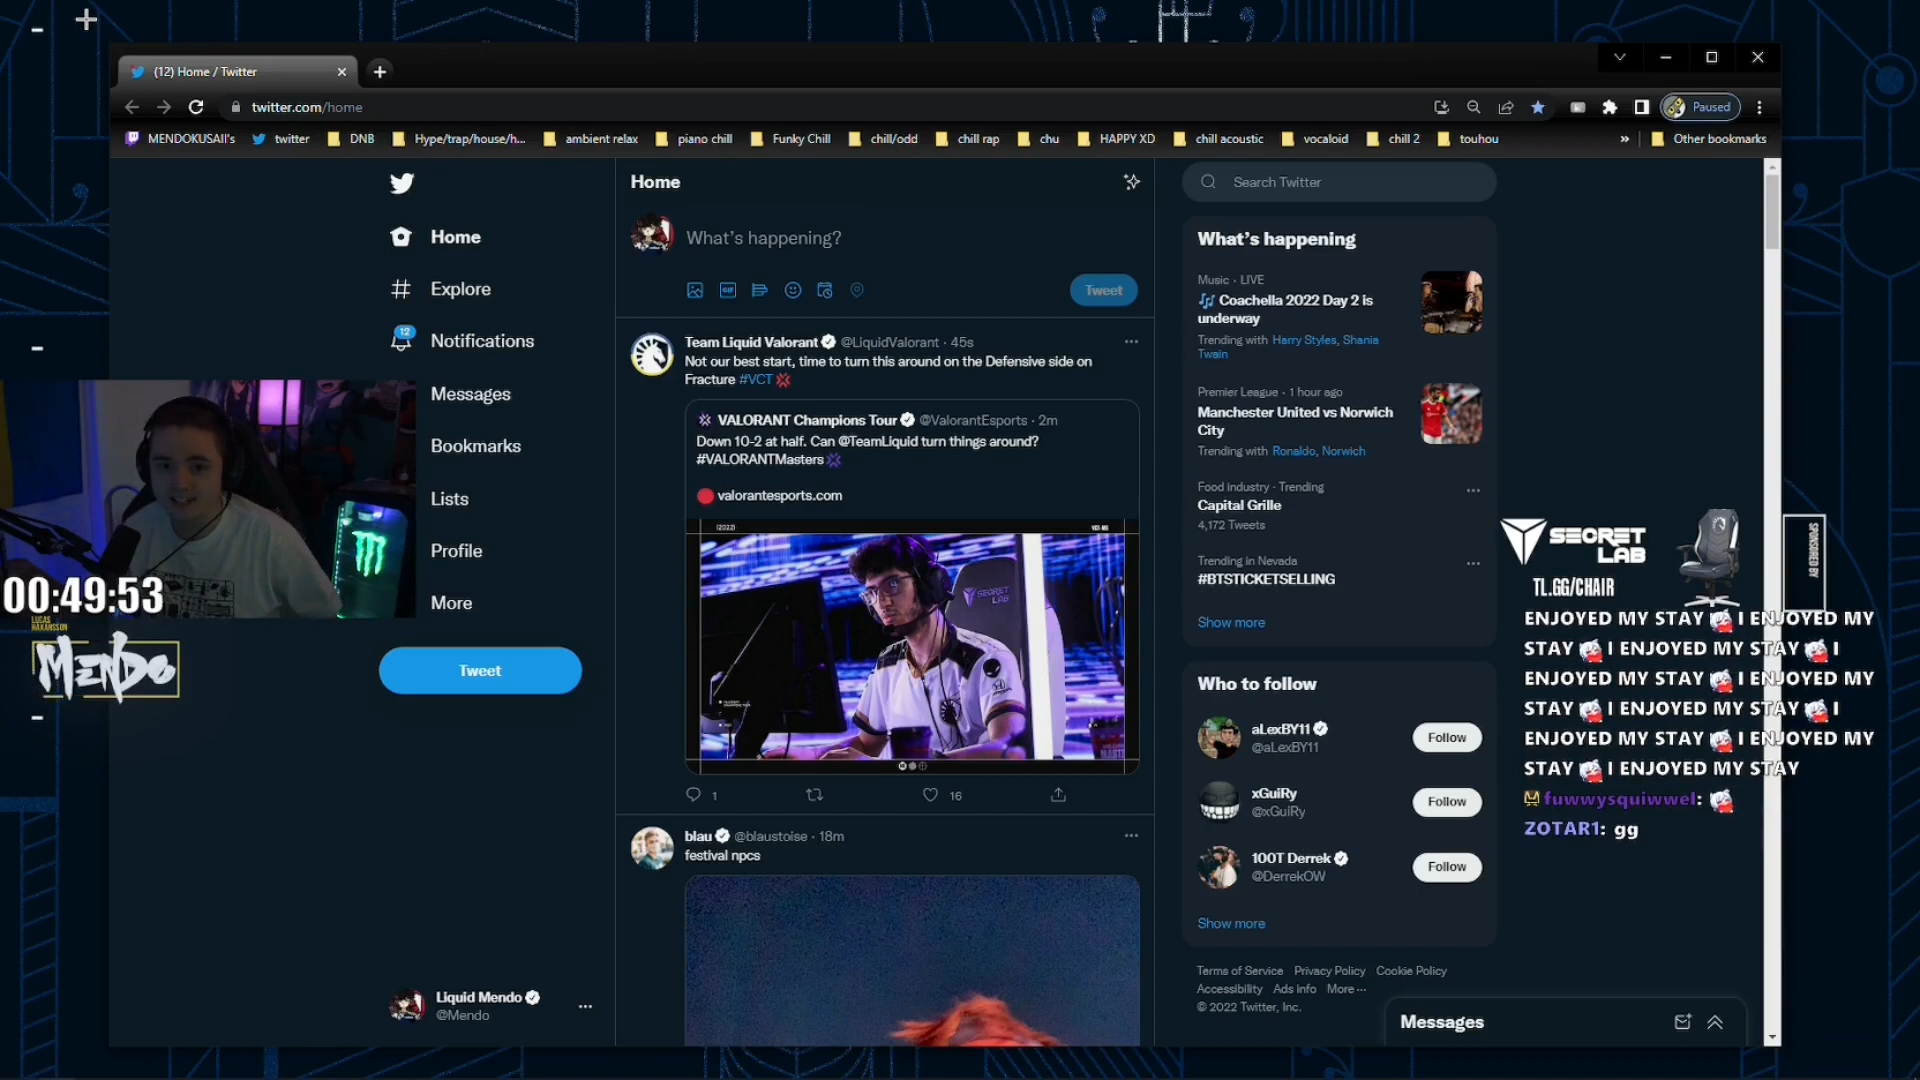 (12) Home / Twitter
twitter.com/home
Paused
MENDOKUSAII's
twitter
DNB
Hype/trap/house/h...
ambient relax
piano chill
Funky Chill
chill/odd
chill rap
chu
HAPPY XD
chill acoustic
vocaloid
chill 2
touhou
»
Other bookmarks
Home
Explore
12
Notifications
Messages
Bookmarks
Lists
Profile
More
Tweet
Liquid Mendo
@Mendo
00:49:53
LUCAS
HAKANSSON
MENDO
Home
What's happening?
GIF
Tweet
Team Liquid Valorant @LiquidValorant · 45s
Not our best start, time to turn this around on the Defensive side on
Fracture #VCT
VALORANT Champions Tour @ValorantEsports · 2m
Down 10-2 at half. Can @TeamLiquid turn things around?
#VALORANTMasters
valorantesports.com
SECRET
LAB
1
16
blau @blaustoise · 18m
festival npcs
Search Twitter
What's happening
Music · LIVE
🎶 Coachella 2022 Day 2 is
underway
Trending with Harry Styles, Shania
Twain
Premier League · 1 hour ago
Manchester United vs Norwich
City
Trending with Ronaldo, Norwich
Food industry · Trending
Capital Grille
4,172 Tweets
Trending in Nevada
#BTSTICKETSELLING
Show more
Who to follow
aLexBY11
@aLexBY11
Follow
xGuiRy
@xGuiRy
Follow
100T Derrek
@DerrekOW
Follow
Show more
Terms of Service Privacy Policy Cookie Policy
Accessibility Ads info More ···
© 2022 Twitter, Inc.
Messages
SECRET
LAB
TL.GG/CHAIR
SPONSORED BY
ENJOYED MY STAY I ENJOYED MY
STAY I ENJOYED MY STAY I
ENJOYED MY STAY I ENJOYED MY
STAY I ENJOYED MY STAY I
ENJOYED MY STAY I ENJOYED MY
STAY I ENJOYED MY STAY
fuwwysquiwwel:
ZOTAR1: gg